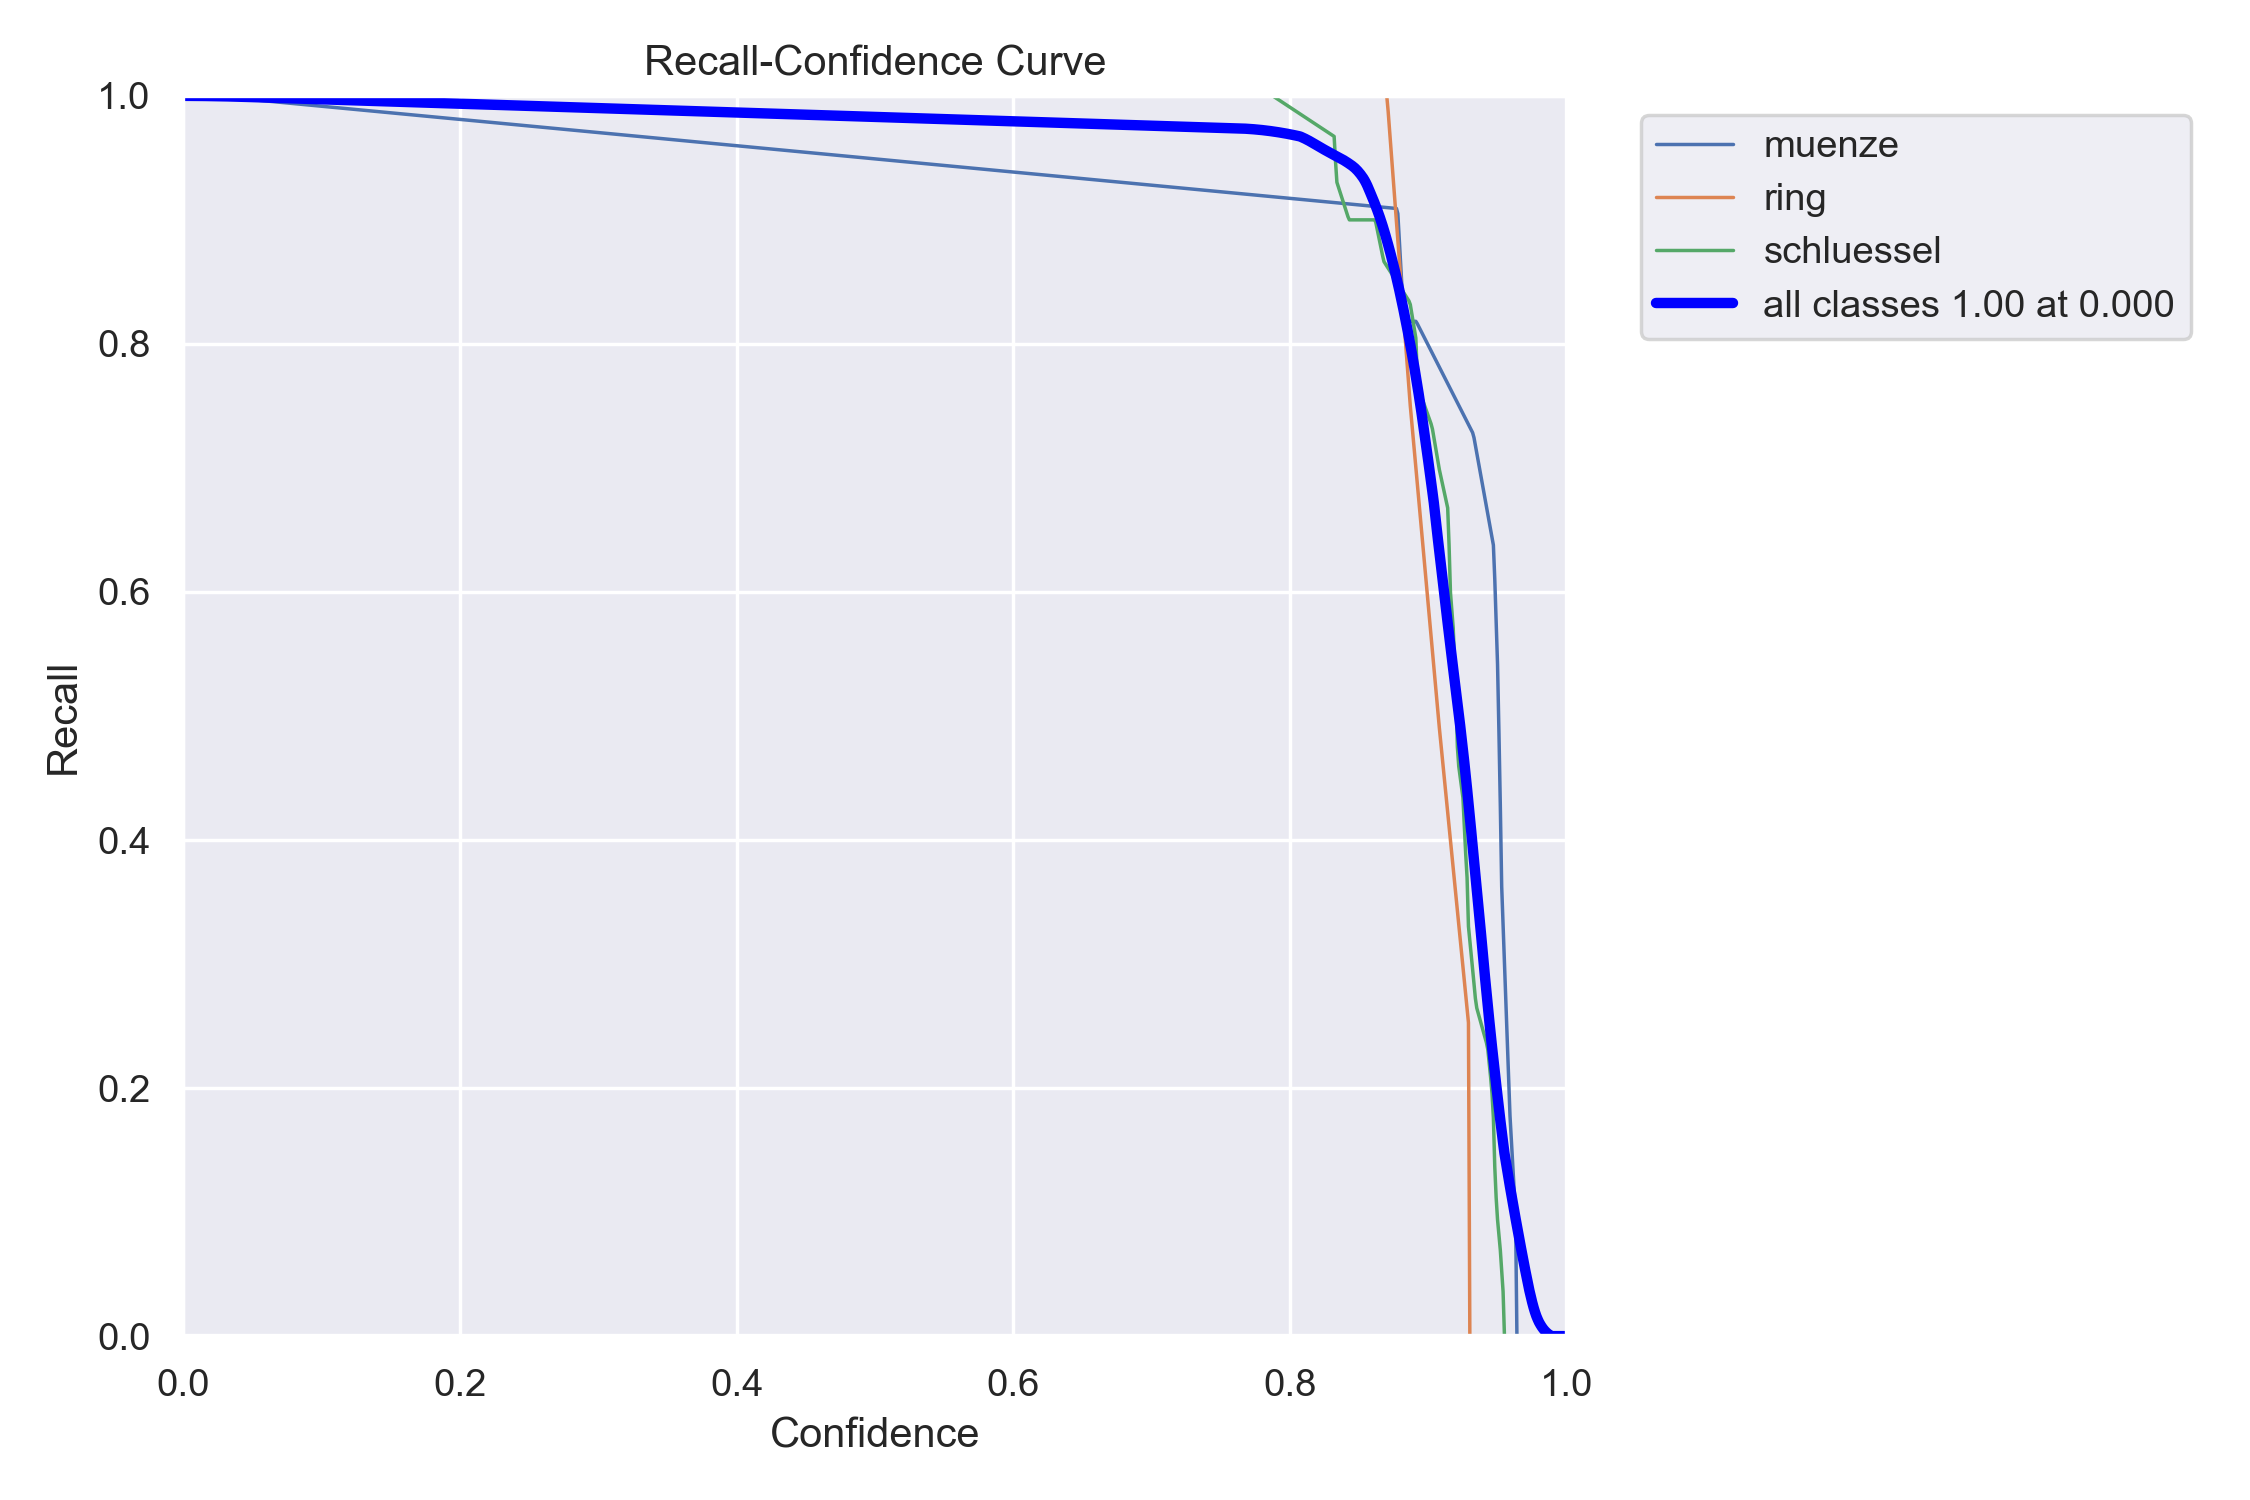 Recall-Confidence Curve
1.0
0.8
0.6
0.4
0.2
0.0
Recall
0.0 0.2 0.4 0.6 0.8 1.0
Confidence
muenze
ring
schluessel
all classes 1.00 at 0.000